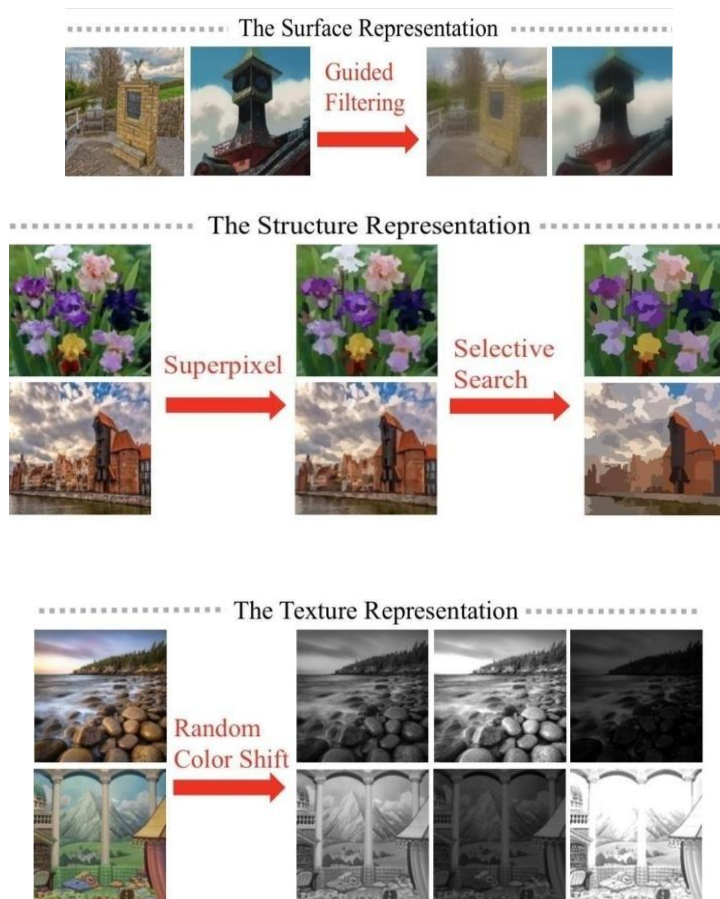 The Surface Representation
Guided
Filtering
The Structure Representation
Superpixel
Selective
Search
The Texture Representation
Random
Color Shift